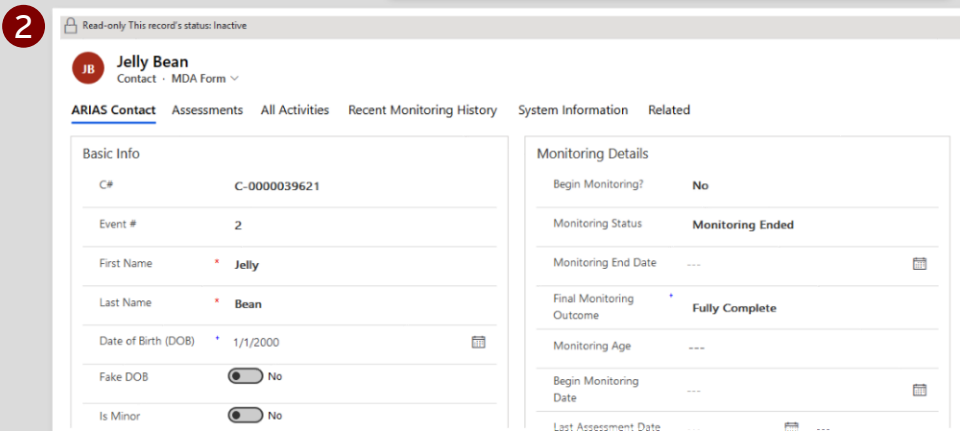 2
Read-only This record's status: Inactive
JB
Jelly Bean
Contact · MDA Form
ARIAS Contact Assessments All Activities Recent Monitoring History System Information Related
Basic Info
C# C-0000039621
Event # 2
First Name * Jelly
Last Name * Bean
Date of Birth (DOB) + 1/1/2000
Fake DOB No
Is Minor No
Monitoring Details
Begin Monitoring? No
Monitoring Status Monitoring Ended
Monitoring End Date ---
Final Monitoring + 
Outcome Fully Complete
Monitoring Age ---
Begin Monitoring
Date ---
Last Assessment Date --- ---